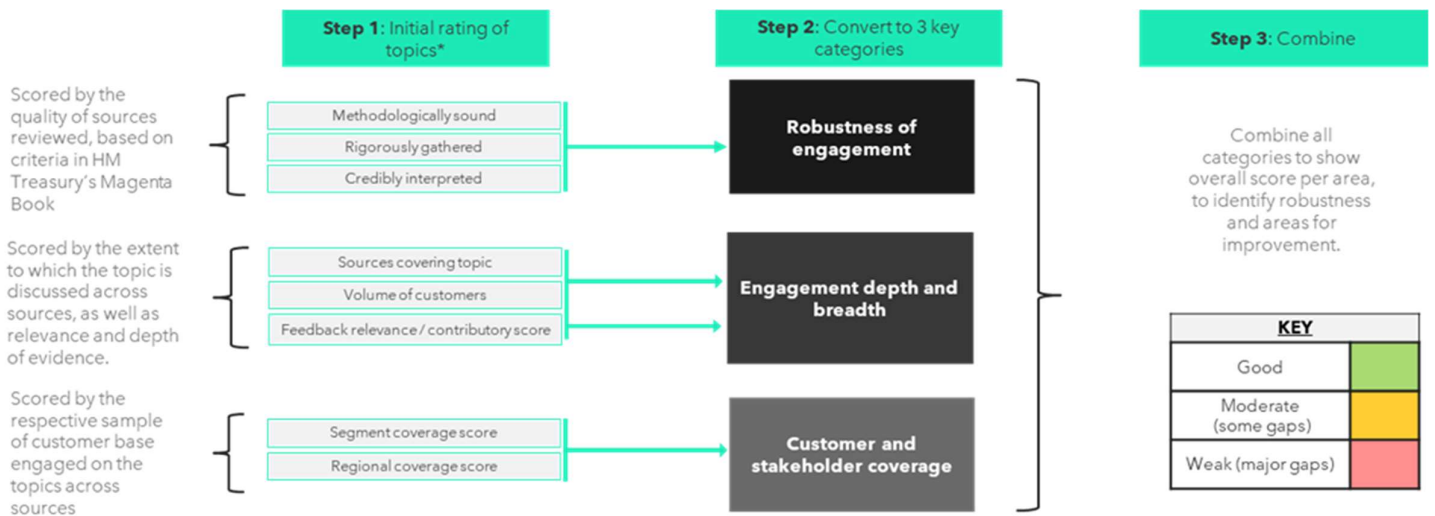 Step 1: Initial rating of
topics*
Step 2: Convert to 3 key
categories
Step 3: Combine
Scored by the
quality of sources
reviewed, based on
criteria in HM
Treasury's Magenta
Book
Methodologically sound
Rigorously gathered
Credibly interpreted
Robustness of
engagement
Combine all
categories to show
overall score per area,
to identify robustness
and areas for
improvement.
Scored by the extent
to which the topic is
discussed across
sources, as well as
relevance and depth
of evidence.
Sources covering topic
Volume of customers
Feedback relevance / contributory score
Engagement depth and
breadth
Scored by the
respective sample
of customer base
engaged on the
topics across
sources
Segment coverage score
Regional coverage score
Customer and
stakeholder coverage
KEY
Good
Moderate
(some gaps)
Weak (major gaps)